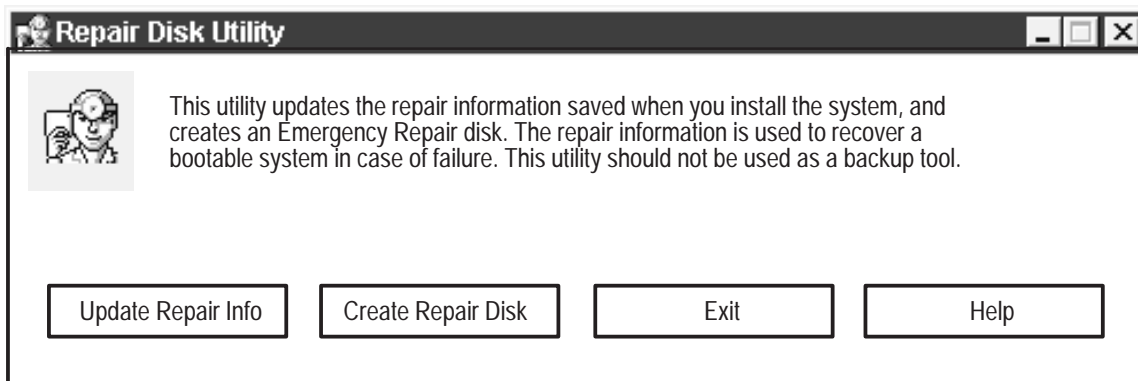 Repair Disk Utility
This utility updates the repair information saved when you install the system, and
creates an Emergency Repair disk. The repair information is used to recover a
bootable system in case of failure. This utility should not be used as a backup tool.
Update Repair Info
Create Repair Disk
Exit
Help